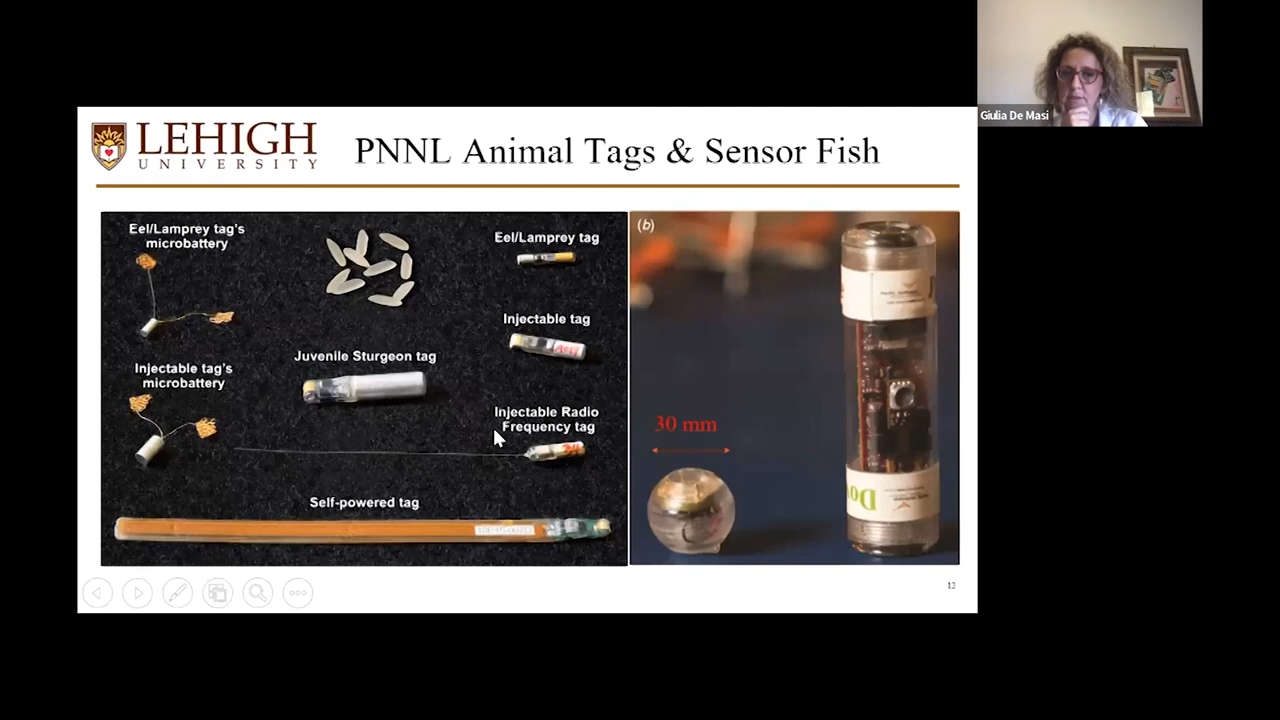 LEHIGH
UNIVERSITY
PNNL Animal Tags & Sensor Fish
Giulia De Masi
Eel/Lamprey tag's
microbattery
Eel/Lamprey tag
Injectable tag
Juvenile Sturgeon tag
Injectable tag's
microbattery
Injectable Radio
Frequency tag
Self-powered tag
(b)
30 mm
Dov
12